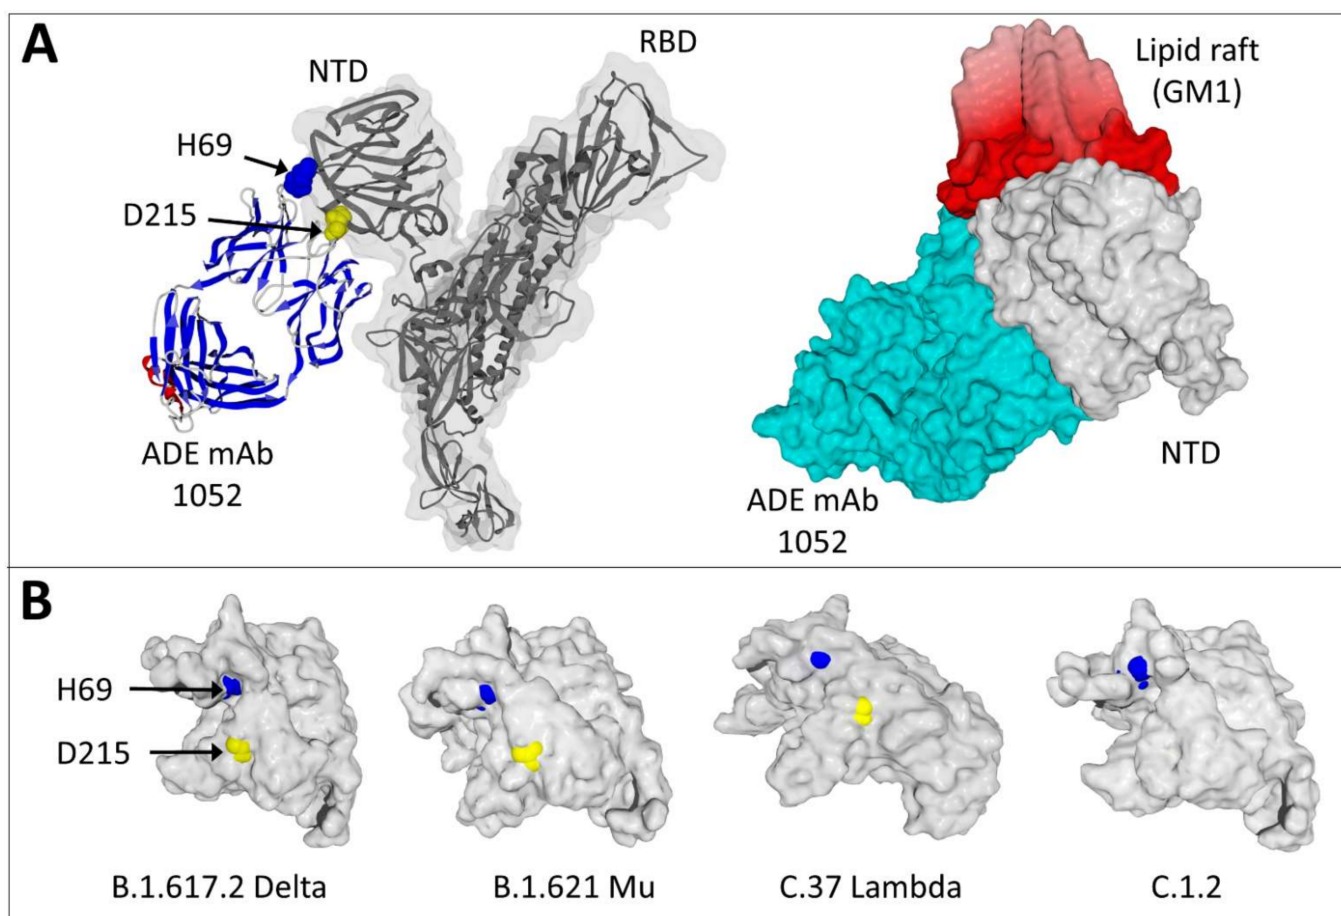 A
NTD
RBD
H69
D215
ADE mAb
1052
Lipid raft
(GM1)
ADE mAb
1052
NTD
B
H69
D215
B.1.617.2 Delta
B.1.621 Mu
C.37 Lambda
C.1.2